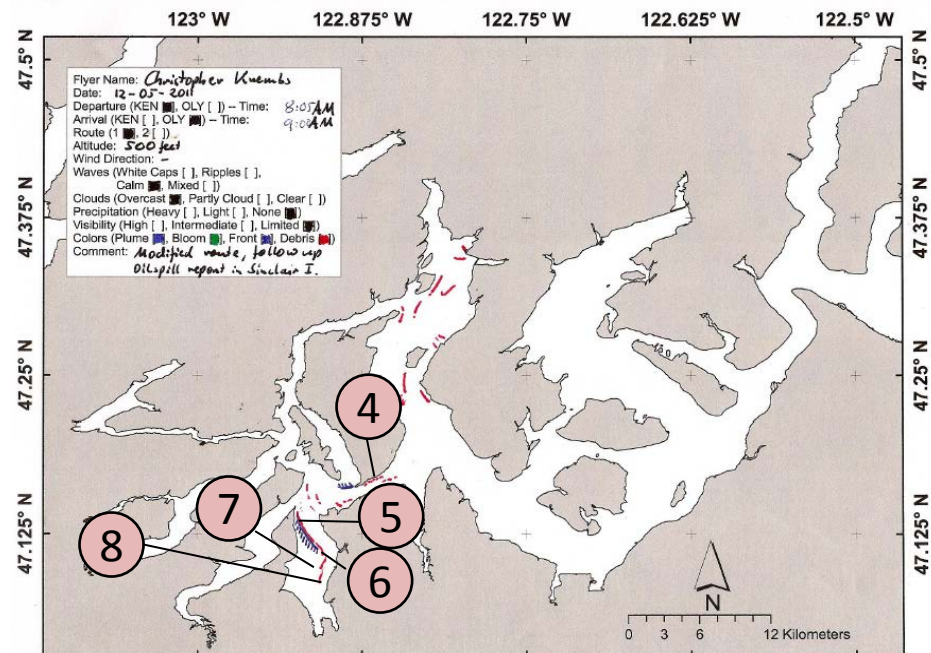 123° W 122.875° W 122.75° W 122.625° W 122.5° W
47.5° N 47.5° N
Flyer Name: Christopher Krembs
Date: 12-05-2011
Departure (KEN [ ], OLY [ ]) -- Time: 8:05 AM
Arrival (KEN [ ], OLY [ ]) -- Time: 9:00 AM
Route (1 [ ], 2 [ ])
Altitude: 500 feet
Wind Direction: -
Waves (White Caps [ ], Ripples [ ],
Calm [ ], Mixed [ ])
Clouds (Overcast [ ], Partly Cloud [ ], Clear [ ])
Precipitation (Heavy [ ], Light [ ], None [ ])
Visibility (High [ ], Intermediate [ ], Limited [ ])
Colors (Plume [ ], Bloom [ ], Front [ ], Debris [ ])
Comment: Modified route, follow up
Oilspill report in Sinclair I.
47.375° N 47.375° N
47.25° N 47.25° N
4
7
5
47.125° N 47.125° N
8
6
N
0 3 6 12 Kilometers